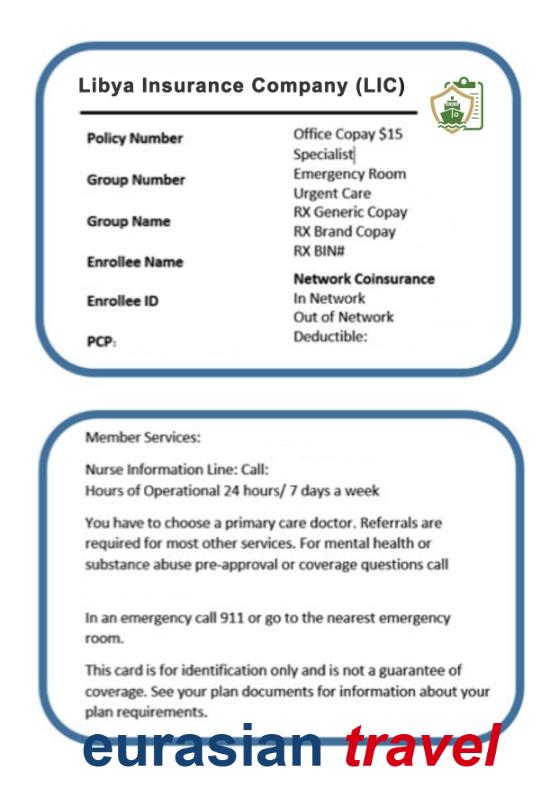 Libya Insurance Company (LIC)
Policy Number
Group Number
Group Name
Enrollee Name
Enrollee ID
PCP:
Office Copay $15
Specialist
Emergency Room
Urgent Care
RX Generic Copay
RX Brand Copay
RX BIN#
Network Coinsurance
In Network
Out of Network
Deductible:
Member Services:
Nurse Information Line: Call:
Hours of Operational 24 hours/ 7 days a week
You have to choose a primary care doctor. Referrals are
required for most other services. For mental health or
substance abuse pre-approval or coverage questions call
In an emergency call 911 or go to the nearest emergency
room.
This card is for identification only and is not a guarantee of
coverage. See your plan documents for information about your
plan requirements.
eurasian travel